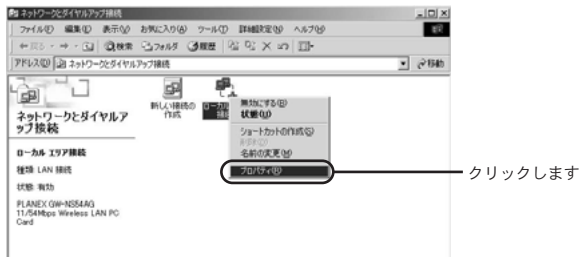 ネットワークとダイヤルアップ接続
ファイル(F) 編集(E) 表示(V) お気に入り(A) ツール(T) 詳細設定(N) ヘルプ(H)
戻る 検索 フォルダ 履歴
アドレス(D) ネットワークとダイヤルアップ接続 移動
ネットワークとダイヤルア
ップ接続
ローカル エリア接続
種類: LAN 接続
状態: 有効
PLANEX GW-NS54AG
11/54Mbps Wireless LAN PC
Card
新しい接続の
作成
ローカル
接続
無効にする(B)
状態(U)
ショートカットの作成(S)
削除(D)
名前の変更(M)
プロパティ(R)
クリックします